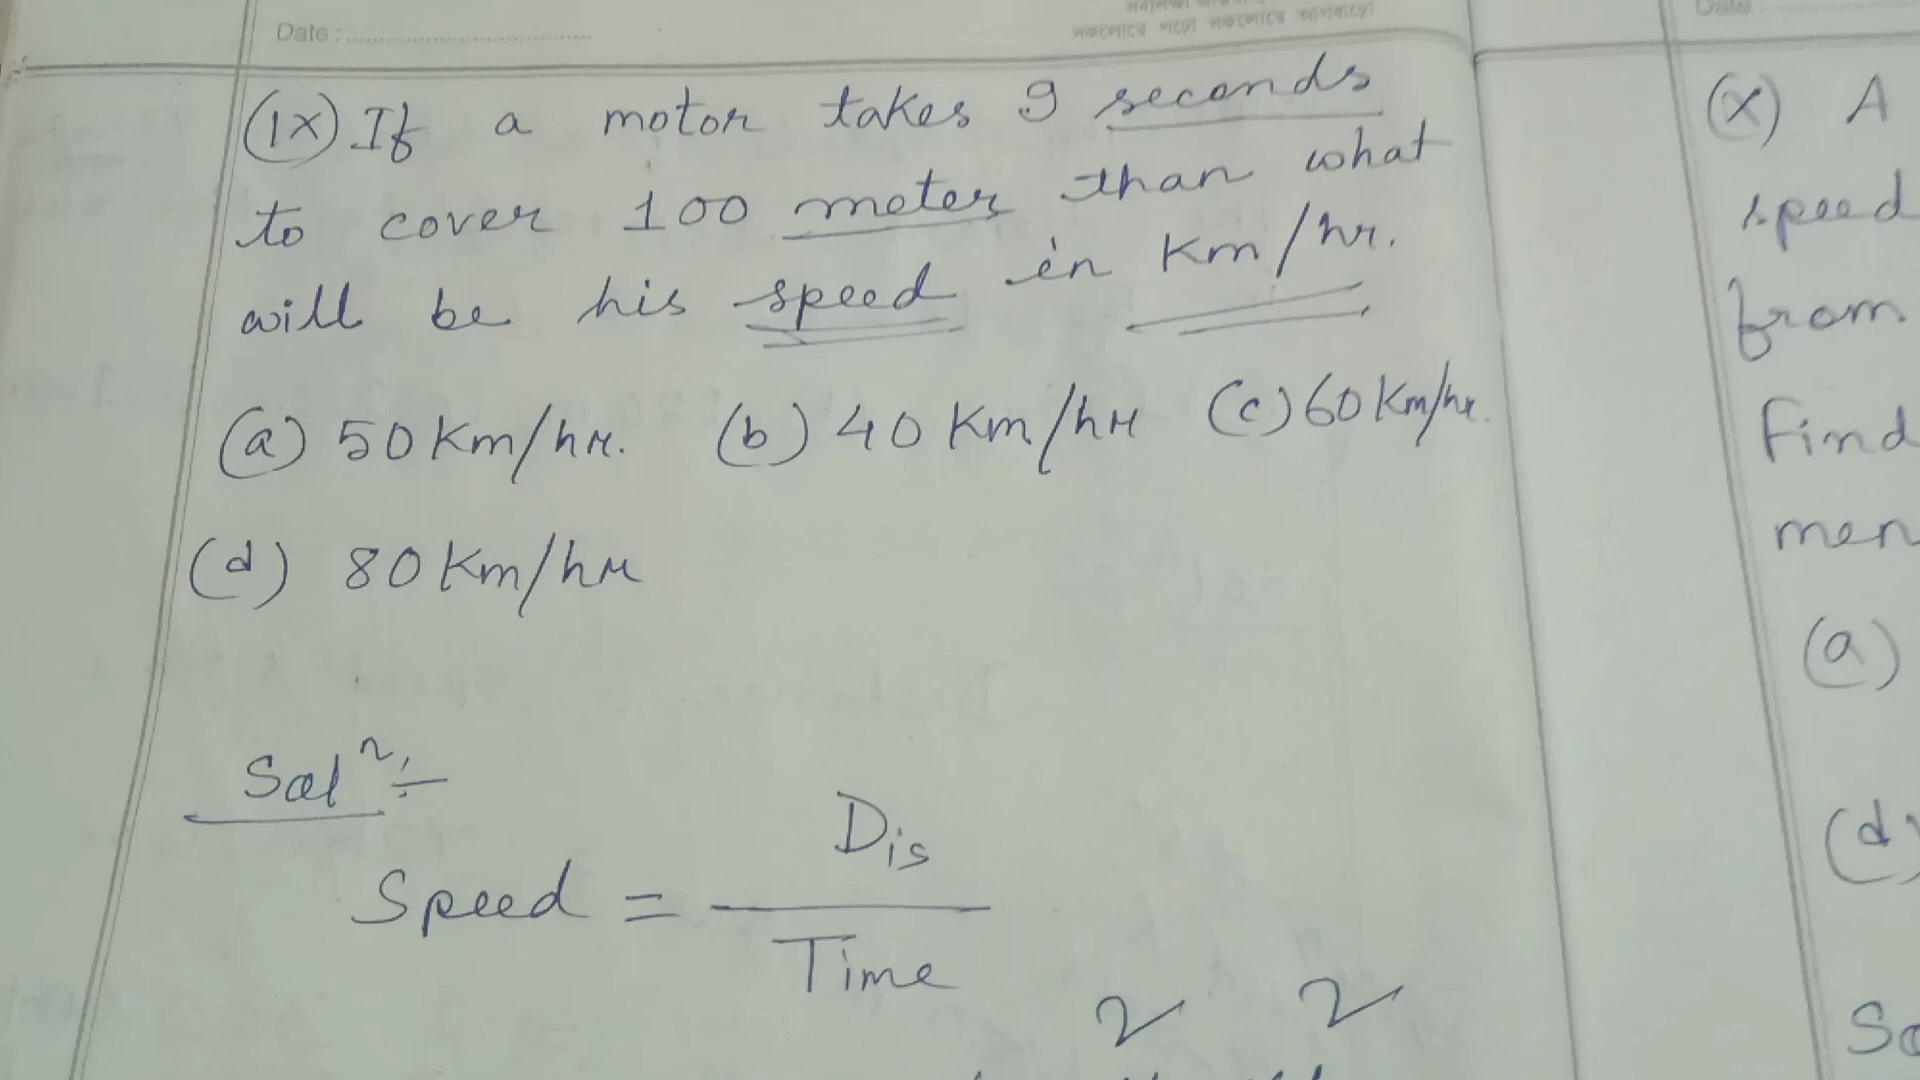 Date :
(ix) If a motor takes 9 seconds
to cover 100 meter than what
will be his speed in Km/hr.
(a) 50 Km/hr. (b) 40 Km/hr (c) 60 Km/hr.
(d) 80 Km/hr
Solⁿ:-
Speed = Dis
Time
(x) A
speed
from
Find
men
(a)
(d)
So